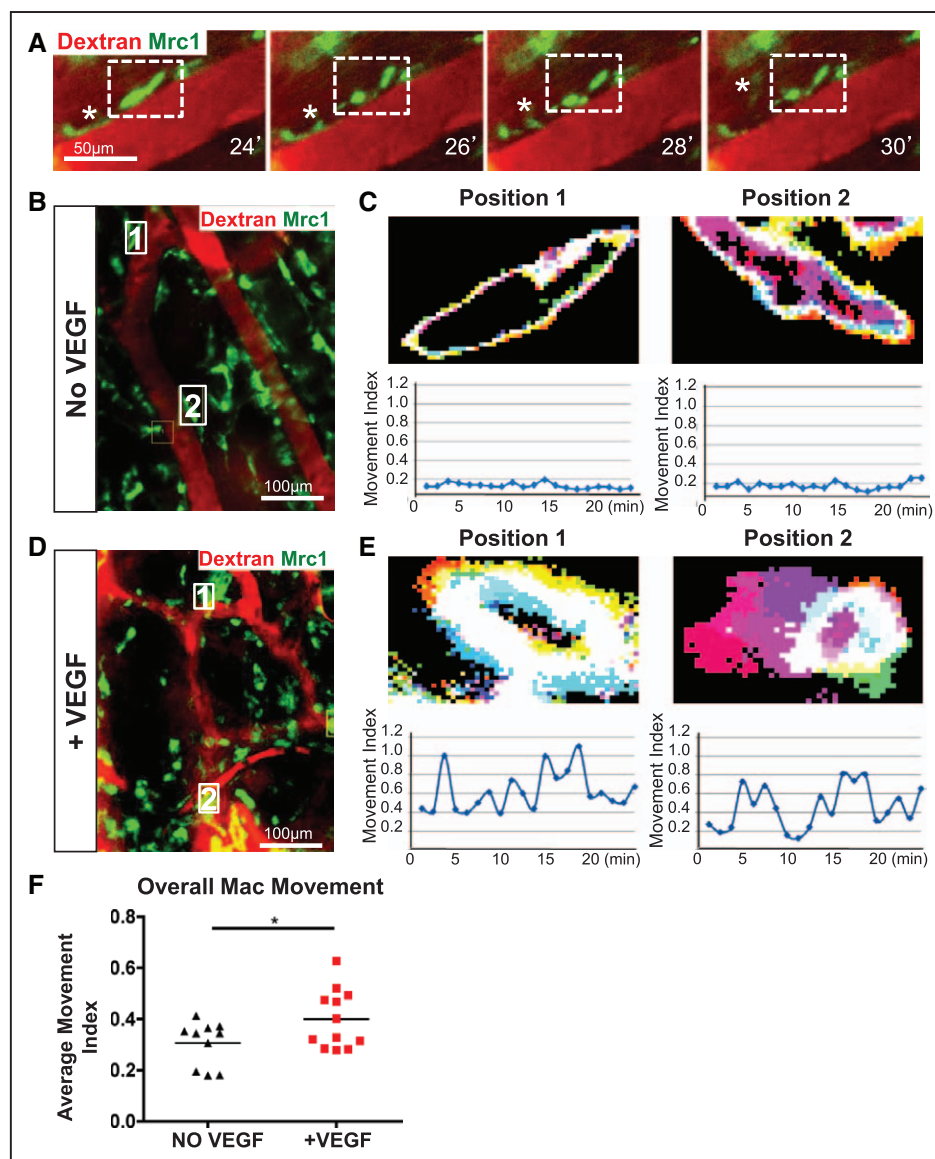 A
Dextran Mrc1
*
*
*
*
50µm
24’
26’
28’
30’
B
No VEGF
Dextran Mrc1
1
2
100µm
C
Position 1
Position 2
Movement Index
1.2
1.0
0.8
0.6
0.4
0.2
0 5 10 15 20 (min)
Movement Index
1.2
1.0
0.8
0.6
0.4
0.2
0 5 10 15 20 (min)
D
+ VEGF
Dextran Mrc1
1
2
100µm
E
Position 1
Position 2
Movement Index
1.2
1.0
0.8
0.6
0.4
0.2
0 5 10 15 20 (min)
Movement Index
1.2
1.0
0.8
0.6
0.4
0.2
0 5 10 15 20 (min)
F
Overall Mac Movement
*
Average Movement
Index
0.8
0.6
0.4
0.2
0.0
NO VEGF
+VEGF